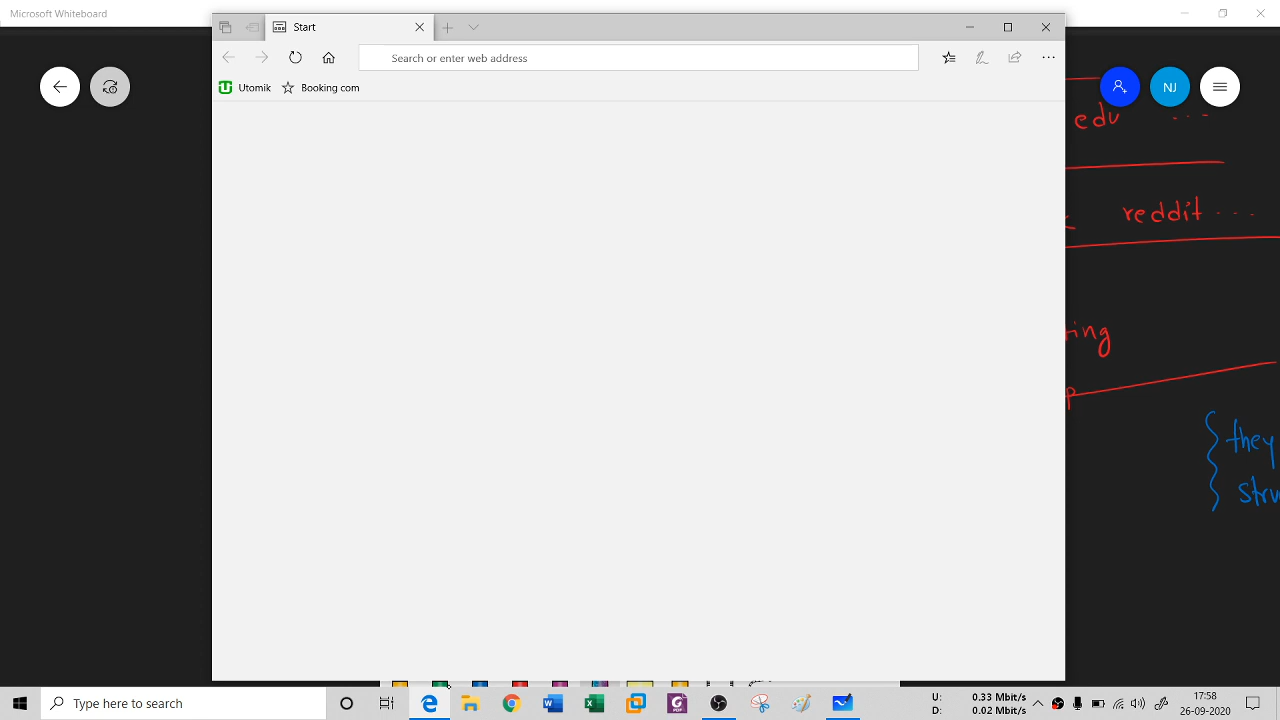 Microsoft Whiteboard
Start
Search or enter web address
Utomik
Booking com
NJ
edu ...
reddit ...
ring
p
{ they
stru
Type here to search
U: 0.33 Mbit/s
D: 0.02 Mbit/s
17:58
26-09-2020